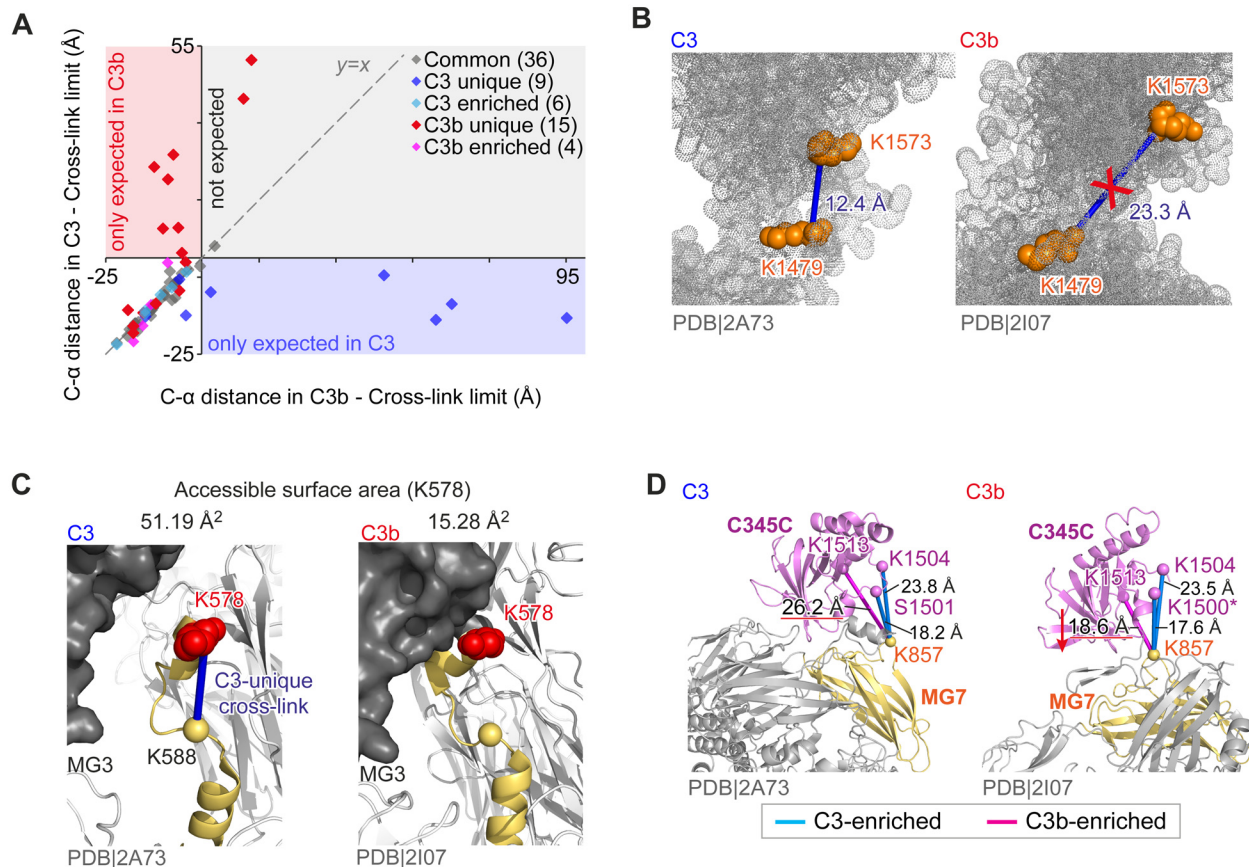 A
C-α distance in C3 - Cross-link limit (Å)
55
only expected in C3b
not expected
y=x
Common (36)
C3 unique (9)
C3 enriched (6)
C3b unique (15)
C3b enriched (4)
-25
95
only expected in C3
-25
C-α distance in C3b - Cross-link limit (Å)
B
C3
K1573
12.4 Å
K1479
PDB|2A73
C3b
K1573
23.3 Å
K1479
PDB|2I07
C
Accessible surface area (K578)
51.19 Å²
15.28 Å²
C3
K578
C3-unique
cross-link
K588
MG3
PDB|2A73
C3b
K578
MG3
PDB|2I07
D
C3
C345C
K1513
K1504
23.8 Å
26.2 Å
S1501
18.2 Å
K857
MG7
PDB|2A73
C3b
C345C
K1513
K1504
23.5 Å
K1500*
18.6 Å
17.6 Å
K857
MG7
PDB|2I07
C3-enriched
C3b-enriched